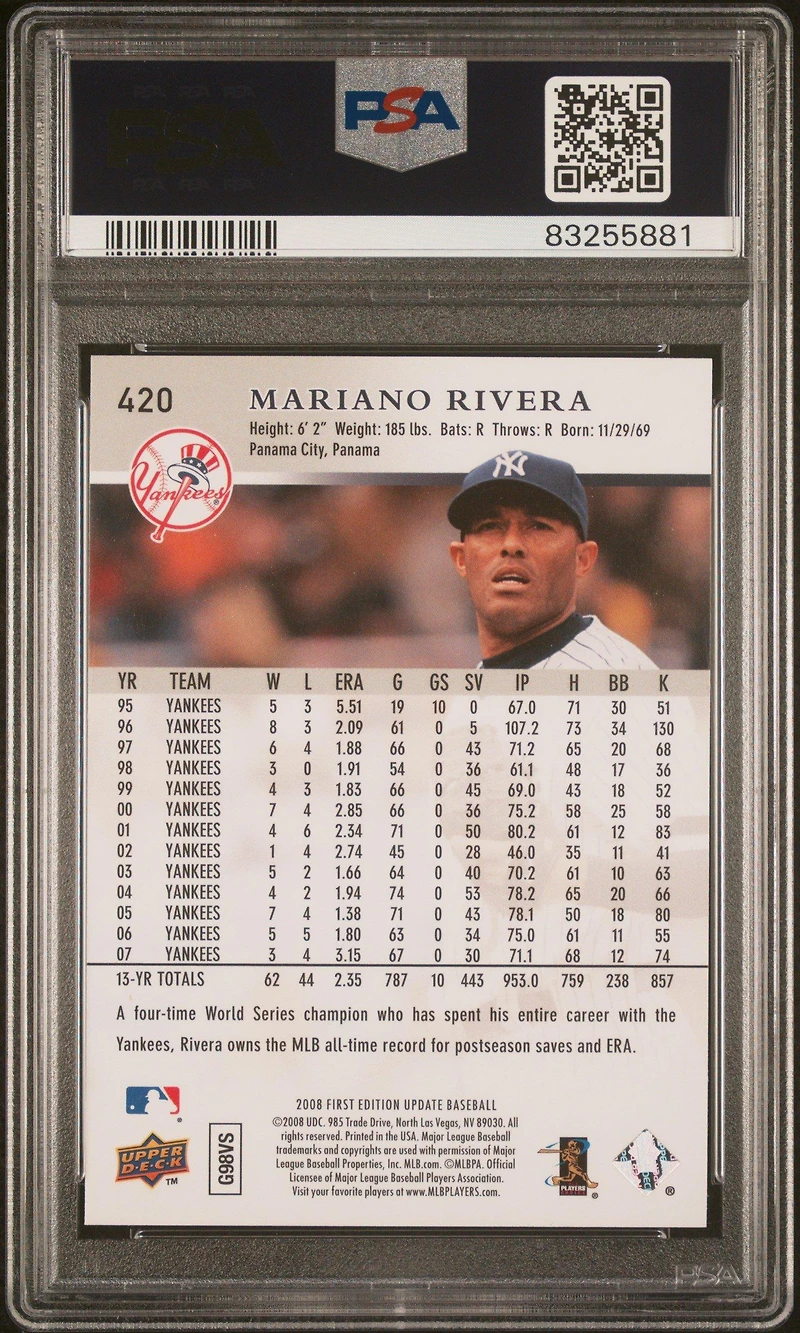 PSA
83255881
420 MARIANO RIVERA
Height: 6' 2" Weight: 185 lbs. Bats: R Throws: R Born: 11/29/69
Panama City, Panama
Yankees
NY
YR TEAM W L ERA G GS SV IP H BB K
95 YANKEES 5 3 5.51 19 10 0 67.0 71 30 51
96 YANKEES 8 3 2.09 61 0 5 107.2 73 34 130
97 YANKEES 6 4 1.88 66 0 43 71.2 65 20 68
98 YANKEES 3 0 1.91 54 0 36 61.1 48 17 36
99 YANKEES 4 3 1.83 66 0 45 69.0 43 18 52
00 YANKEES 7 4 2.85 66 0 36 75.2 58 25 58
01 YANKEES 4 6 2.34 71 0 50 80.2 61 12 83
02 YANKEES 1 4 2.74 45 0 28 46.0 35 11 41
03 YANKEES 5 2 1.66 64 0 40 70.2 61 10 63
04 YANKEES 4 2 1.94 74 0 53 78.2 65 20 66
05 YANKEES 7 4 1.38 71 0 43 78.1 50 18 80
06 YANKEES 5 5 1.80 63 0 34 75.0 61 11 55
07 YANKEES 3 4 3.15 67 0 30 71.1 68 12 74
13-YR TOTALS 62 44 2.35 787 10 443 953.0 759 238 857
A four-time World Series champion who has spent his entire career with the
Yankees, Rivera owns the MLB all-time record for postseason saves and ERA.
2008 FIRST EDITION UPDATE BASEBALL
©2008 UDC. 985 Trade Drive, North Las Vegas, NV 89030. All
rights reserved. Printed in the USA. Major League Baseball
trademarks and copyrights are used with permission of Major
League Baseball Properties, Inc. MLB.com. ©MLBPA. Official
Licensee of Major League Baseball Players Association.
Visit your favorite players at www.MLBPLAYERS.com.
UPPER
DECK
TM
G98VS
PLAYERS
®
®
PSA